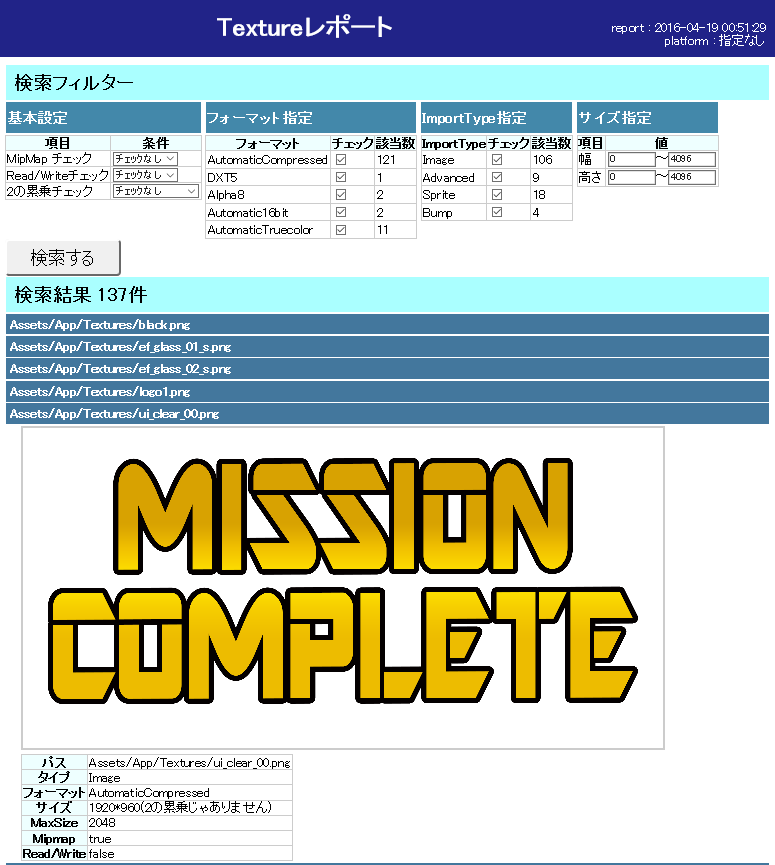 Textureレポート
report : 2016-04-19 00:51:29
platform : 指定なし
検索フィルター
基本設定
項目 条件
MipMap チェック チェックなし
Read/Writeチェック チェックなし
2の累乗チェック チェックなし
フォーマット指定
フォーマット チェック 該当数
AutomaticCompressed 121
DXT5 1
Alpha8 2
Automatic16bit 2
AutomaticTruecolor 11
ImportType指定
ImportType チェック 該当数
Image 106
Advanced 9
Sprite 18
Bump 4
サイズ指定
項目 値
幅 0 ～ 4096
高さ 0 ～ 4096
検索する
検索結果 137件
Assets/App/Textures/black.png
Assets/App/Textures/ef_glass_01_s.png
Assets/App/Textures/ef_glass_02_s.png
Assets/App/Textures/logo1.png
Assets/App/Textures/ui_clear_00.png
MISSION
COMPLETE
パス Assets/App/Textures/ui_clear_00.png
タイプ Image
フォーマット AutomaticCompressed
サイズ 1920*960(2の累乗じゃありません)
MaxSize 2048
Mipmap true
Read/Write false